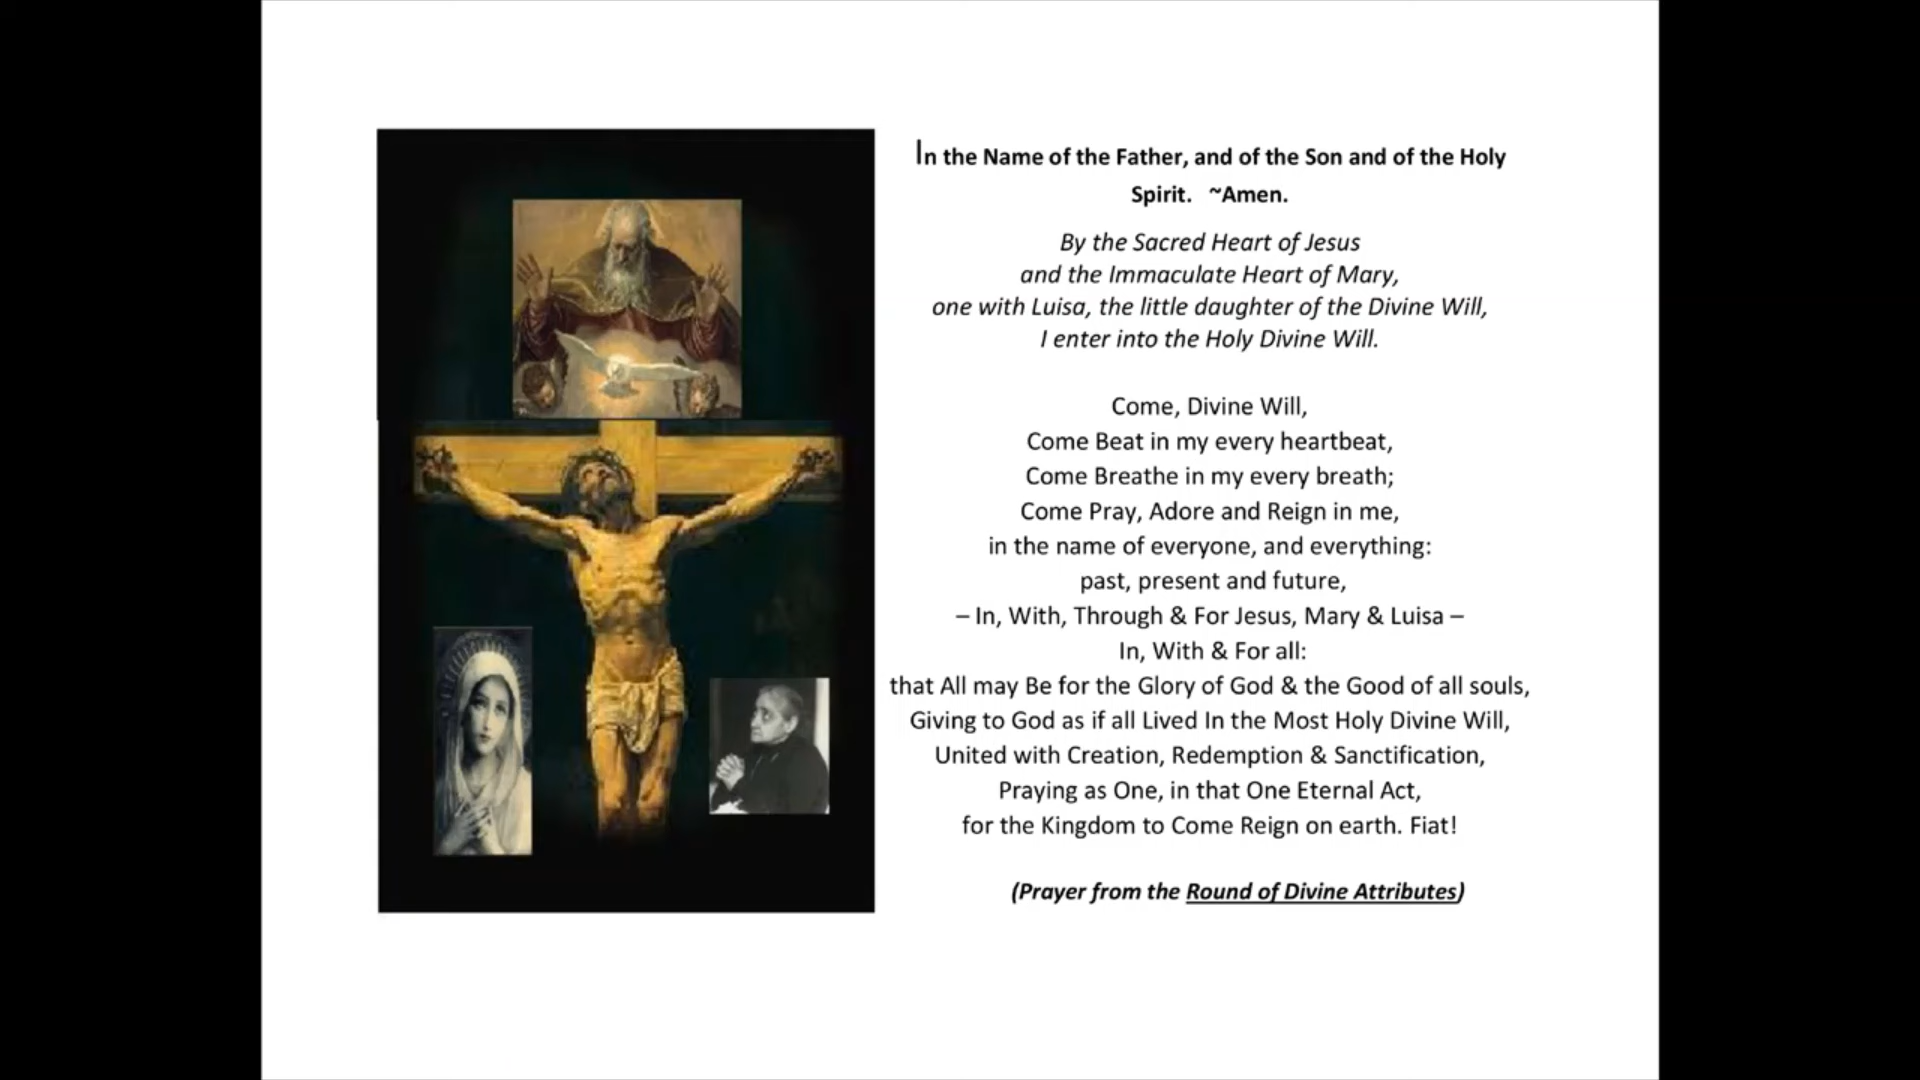 In the Name of the Father, and of the Son and of the Holy
Spirit.   ~Amen.
By the Sacred Heart of Jesus
and the Immaculate Heart of Mary,
one with Luisa, the little daughter of the Divine Will,
I enter into the Holy Divine Will.
Come, Divine Will,
Come Beat in my every heartbeat,
Come Breathe in my every breath;
Come Pray, Adore and Reign in me,
in the name of everyone, and everything:
past, present and future,
– In, With, Through & For Jesus, Mary & Luisa –
In, With & For all:
that All may Be for the Glory of God & the Good of all souls,
Giving to God as if all Lived In the Most Holy Divine Will,
United with Creation, Redemption & Sanctification,
Praying as One, in that One Eternal Act,
for the Kingdom to Come Reign on earth. Fiat!
(Prayer from the Round of Divine Attributes)